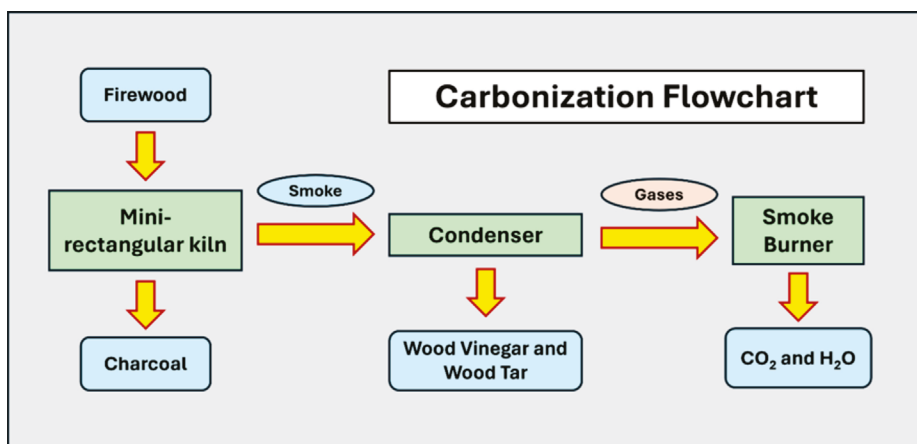 Carbonization Flowchart
Firewood
Mini-
rectangular kiln
Smoke
Charcoal
Condenser
Gases
Wood Vinegar and
Wood Tar
Smoke
Burner
CO₂ and H₂O